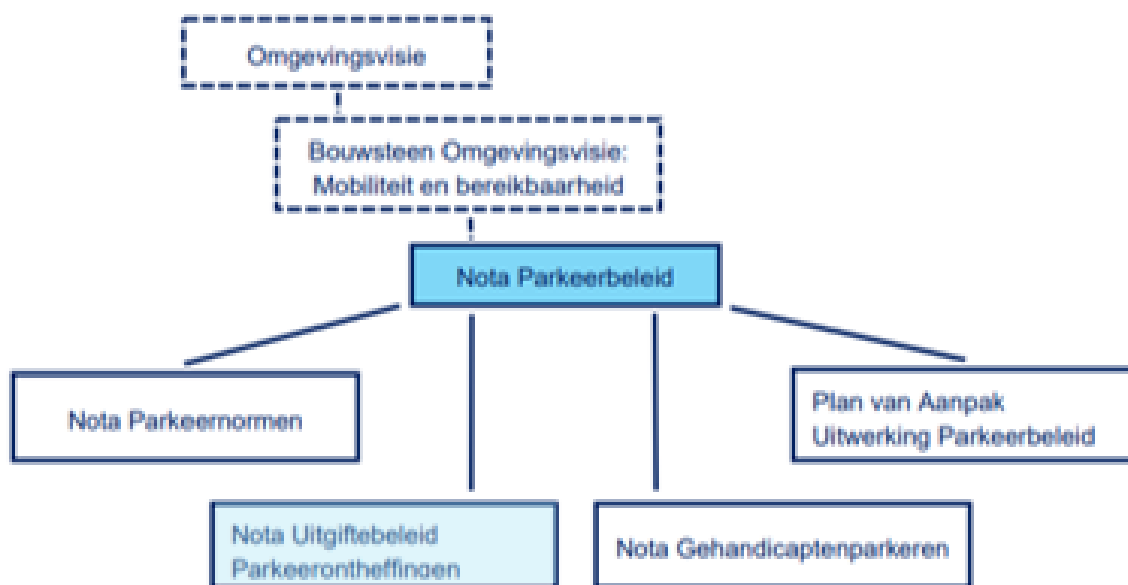 Omgevingsvisie
Bouwsteen Omgevingsvisie:
Mobiliteit en bereikbaarheid
Nota Parkeerbeleid
Nota Parkeernormen
Plan van Aanpak
Uitwerking Parkeerbeleid
Nota Uitgiftebeleid
Parkeerontheffingen
Nota Gehandicaptenparkeren